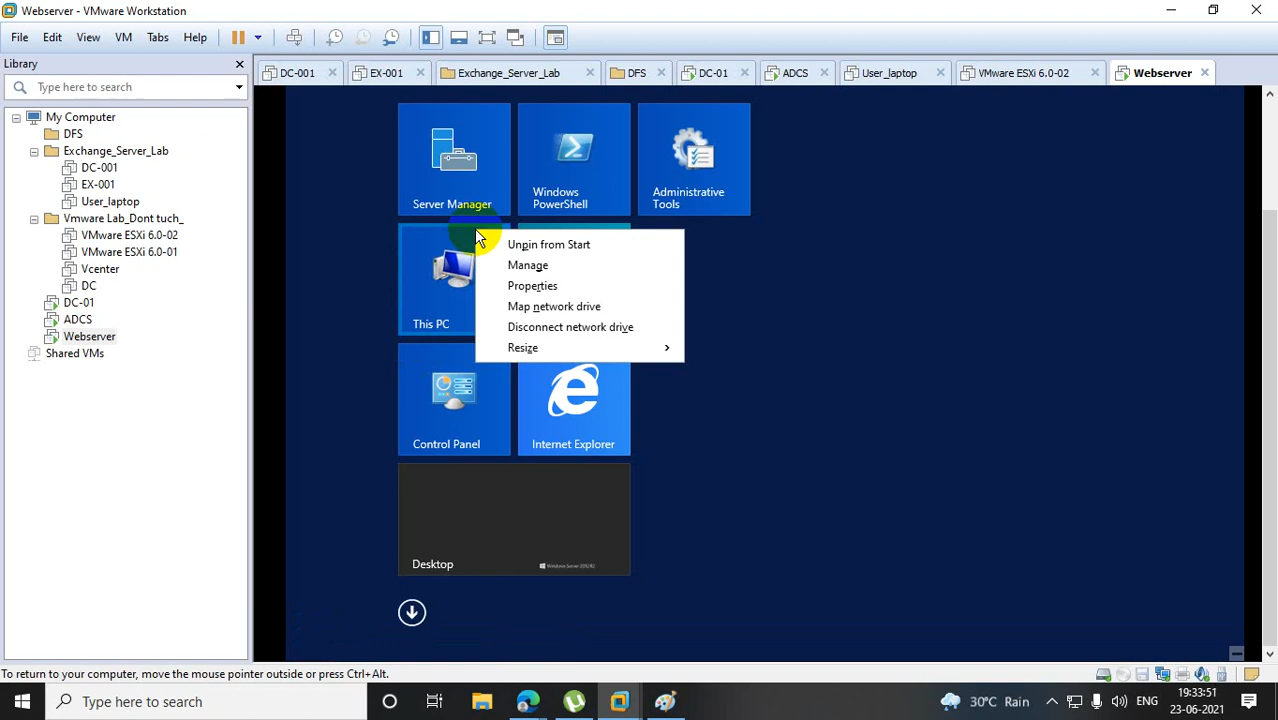 Webserver - VMware Workstation
File Edit View VM Tabs Help
Library
Type here to search
My Computer
DFS
Exchange_Server_Lab
DC-001
EX-001
User_laptop
Vmware Lab_Dont tuch_
VMware ESXi 6.0-02
VMware ESXi 6.0-01
Vcenter
DC
DC-01
ADCS
Webserver
Shared VMs
DC-001 EX-001 Exchange_Server_Lab DFS DC-01 ADCS User_laptop VMware ESXi 6.0-02 Webserver
Server Manager
Windows
PowerShell
Administrative
Tools
This PC
Unpin from Start
Manage
Properties
Map network drive
Disconnect network drive
Resize
Control Panel
Internet Explorer
Desktop
Windows Server 2012 R2
To return to your computer, move the mouse pointer outside or press Ctrl+Alt.
Type here to search
30°C Rain
ENG
19:33:51
23-06-2021